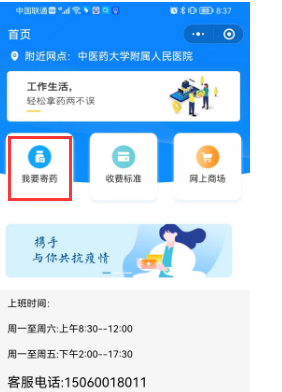 中国联通 8:37
首页
附近网点：中医药大学附属人民医院
工作生活，
轻松拿药两不误
我要寄药
收费标准
网上商场
携手
与你共抗疫情
上班时间:
周一至周六:上午8:30--12:00
周一至周五:下午2:00--17:30
客服电话:15060018011